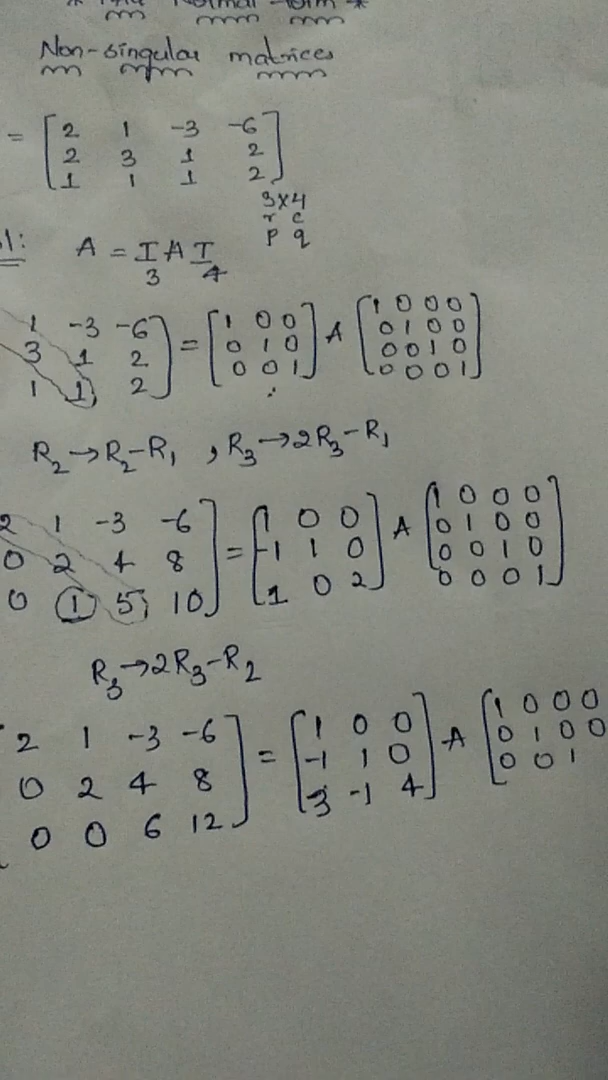 Normal form *
Non-singular matrices
= [2 1 -3 -6]
[2 3 1 2]
[1 1 1 2]
3×4
r c
p q
A = I₃ A I₄
1 -3 -6] = [1 0 0] A [1 0 0 0]
3 1 2] [0 1 0] [0 1 0 0]
1 1 2] [0 0 1] [0 0 1 0]
[0 0 0 1]
R₂→R₂-R₁, R₃→2R₃-R₁
2 1 -3 -6] = [1 0 0] A [1 0 0 0]
0 2 4 8] [-1 1 0] [0 1 0 0]
0 1 5 10] [1 0 2] [0 0 1 0]
[0 0 0 1]
R₃→2R₃-R₂
[2 1 -3 -6] = [1 0 0] A [1 0 0 0
[0 2 4 8] [-1 1 0] [0 1 0 0
[0 0 6 12] [3 -1 4] [0 0 1